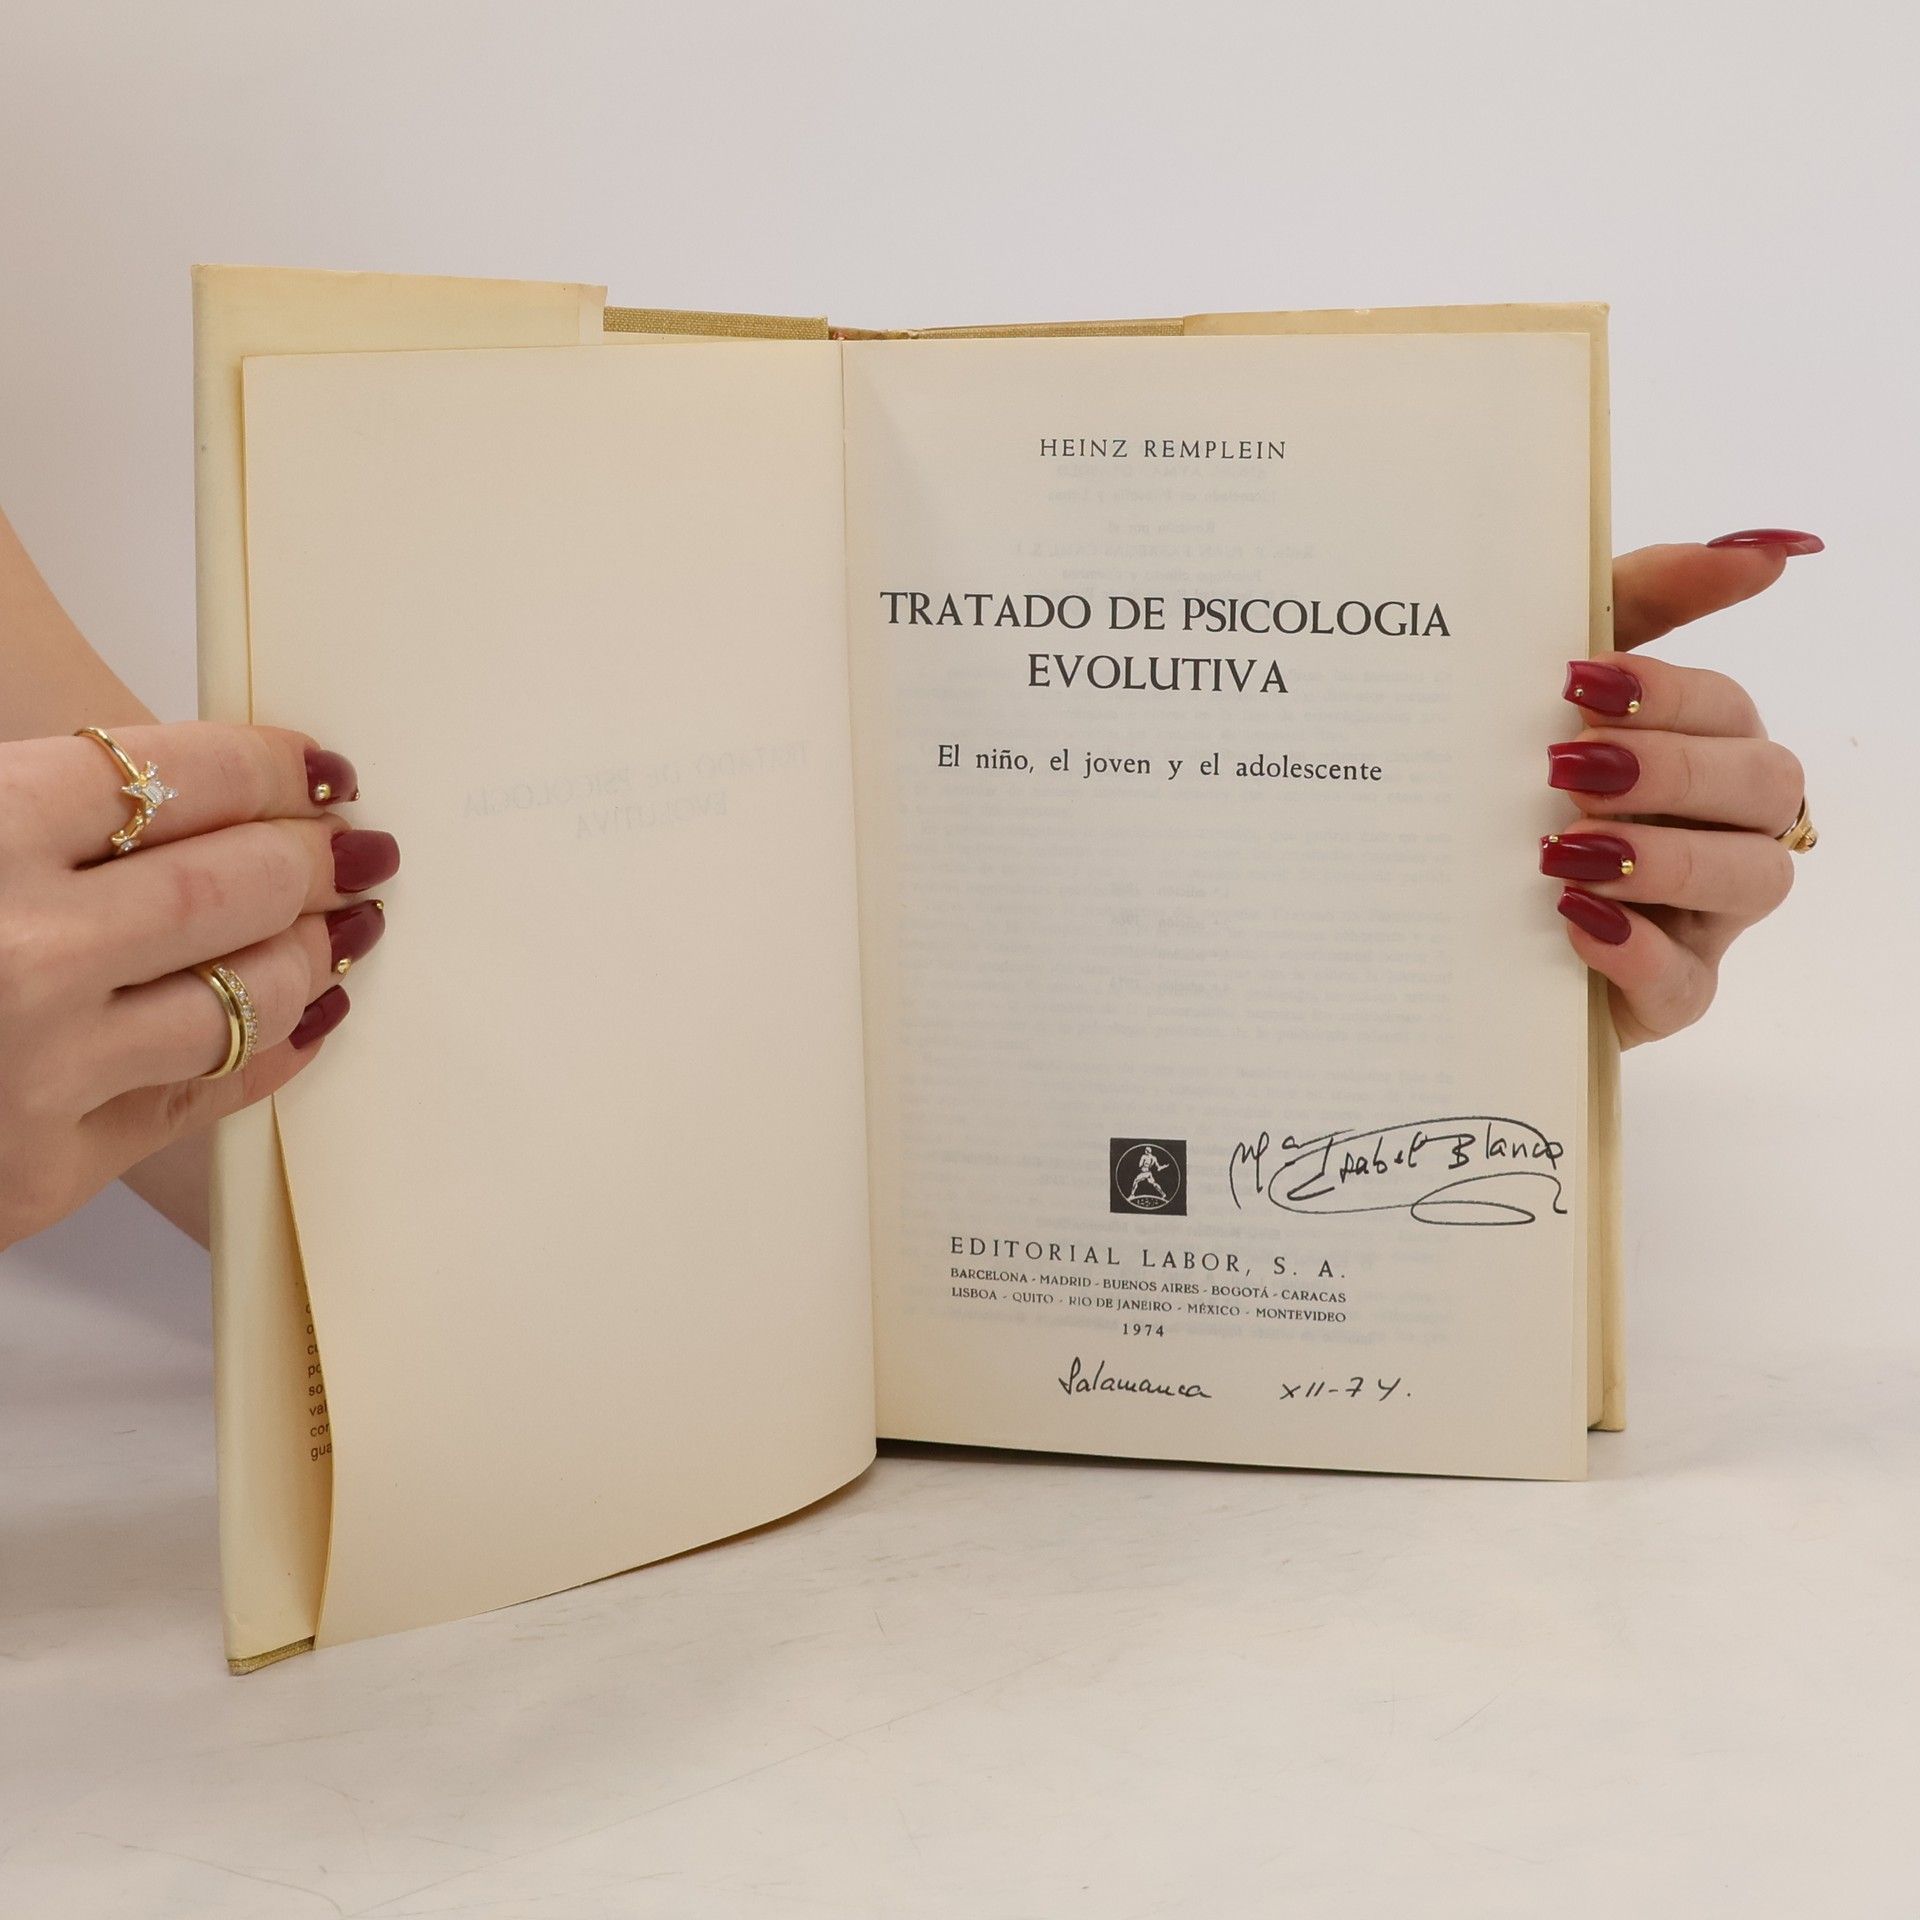 HEINZ REMPLEIN
TRATADO DE PSICOLOGIA
EVOLUTIVA
El niño, el joven y el adolescente
Mª Isabel Blanco
EDITORIAL LABOR, S. A.
BARCELONA - MADRID - BUENOS AIRES - BOGOTÁ - CARACAS
LISBOA - QUITO - RIO DE JANEIRO - MÉXICO - MONTEVIDEO
1974
Salamanca XII-74.